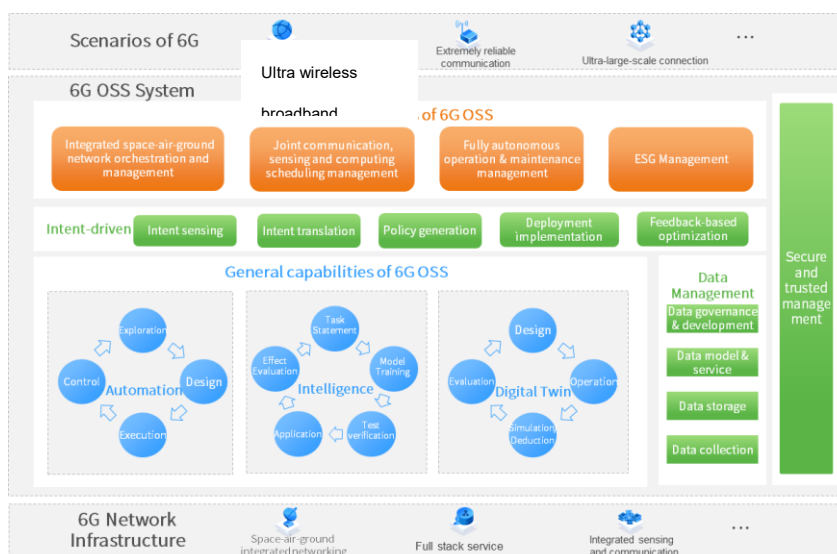 Scenarios of 6G
Ultra wireless
broadband
Extremely reliable
communication
Ultra-large-scale connection
...
6G OSS System
s of 6G OSS
Integrated space-air-ground
network orchestration and
management
Joint communication,
sensing and computing
scheduling management
Fully autonomous
operation & maintenance
management
ESG Management
Intent-driven
Intent sensing
Intent translation
Policy generation
Deployment
implementation
Feedback-based
optimization
General capabilities of 6G OSS
Exploration
Control
Automation
Design
Execution
Task
Statement
Effect
Evaluation
Model
Training
Intelligence
Application
Test
verification
Design
Evaluation
Digital Twin
Operation
Simulation/
Deduction
Data
Management
Data governance
& development
Data model &
service
Data storage
Data collection
Secure
and
trusted
manage
ment
6G Network
Infrastructure
Space-air-ground
integrated networking
Full stack service
Integrated sensing
and communication
...